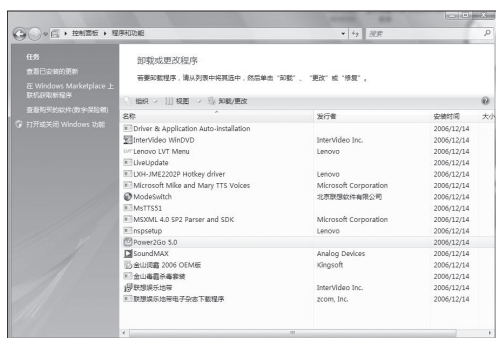 控制面板 ▸ 程序和功能
搜索
任务
查看已安装的更新
在 Windows Marketplace 上
联机获取新程序
查看购买的软件(数字保险箱)
打开或关闭 Windows 功能
卸载或更改程序
若要卸载程序，请从列表中将其选中，然后单击“卸载”、“更改”或“修复”。
组织 视图 卸载/更改
名称 发行者 安装时间 大小
Driver & Application Auto-installation 2006/12/14
InterVideo WinDVD InterVideo Inc. 2006/12/14
Lenovo LVT Menu Lenovo 2006/12/14
LiveUpdate 2006/12/14
LXH-JME2202P Hotkey driver Lenovo 2006/12/14
Microsoft Mike and Mary TTS Voices Microsoft Corporation 2006/12/14
ModeSwitch 北京联想软件有限公司 2006/12/14
MsTTS51 2006/12/14
MSXML 4.0 SP2 Parser and SDK Microsoft Corporation 2006/12/14
nspsetup Lenovo 2006/12/14
Power2Go 5.0 2006/12/14
SoundMAX Analog Devices 2006/12/14
金山词霸 2006 OEM版 Kingsoft 2006/12/14
金山毒霸杀毒套装 2006/12/14
联想娱乐地带 InterVideo Inc. 2006/12/14
联想娱乐地带电子杂志下载程序 zcom, Inc. 2006/12/14